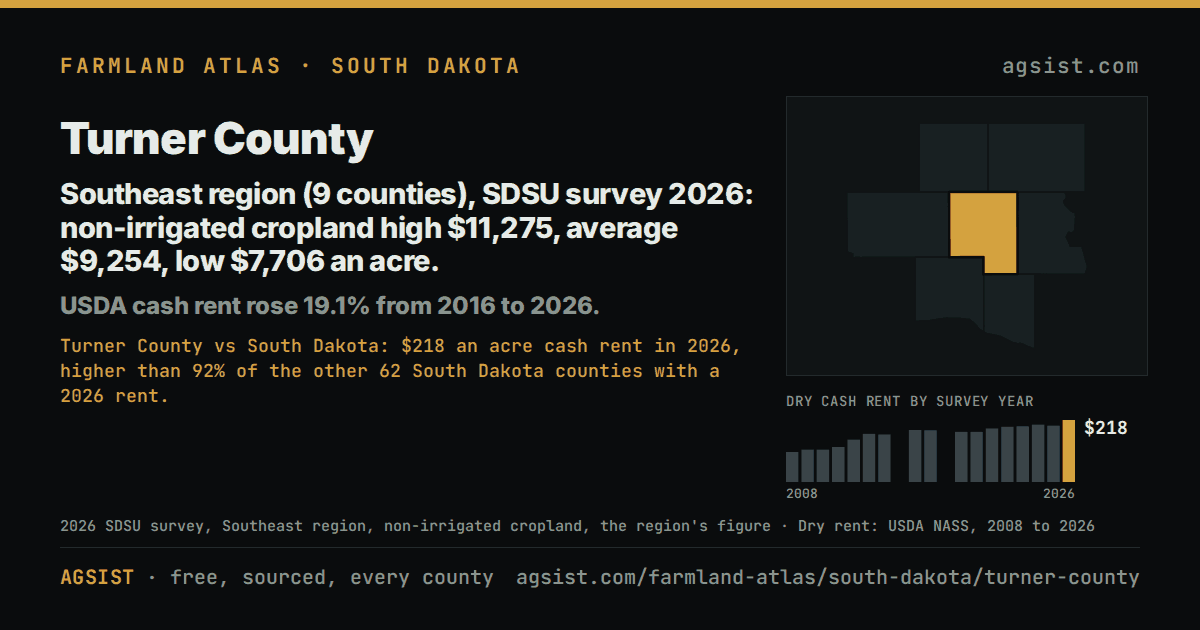 FARMLAND ATLAS · SOUTH DAKOTA
agsist.com
Turner County
Southeast region (9 counties), SDSU survey 2026:
non-irrigated cropland high $11,275, average
$9,254, low $7,706 an acre.
USDA cash rent rose 19.1% from 2016 to 2026.
Turner County vs South Dakota: $218 an acre cash rent in 2026,
higher than 92% of the other 62 South Dakota counties with a
2026 rent.
DRY CASH RENT BY SURVEY YEAR
$218
2008
2026
2026 SDSU survey, Southeast region, non-irrigated cropland, the region's figure · Dry rent: USDA NASS, 2008 to 2026
AGSIST · free, sourced, every county
agsist.com/farmland-atlas/south-dakota/turner-county